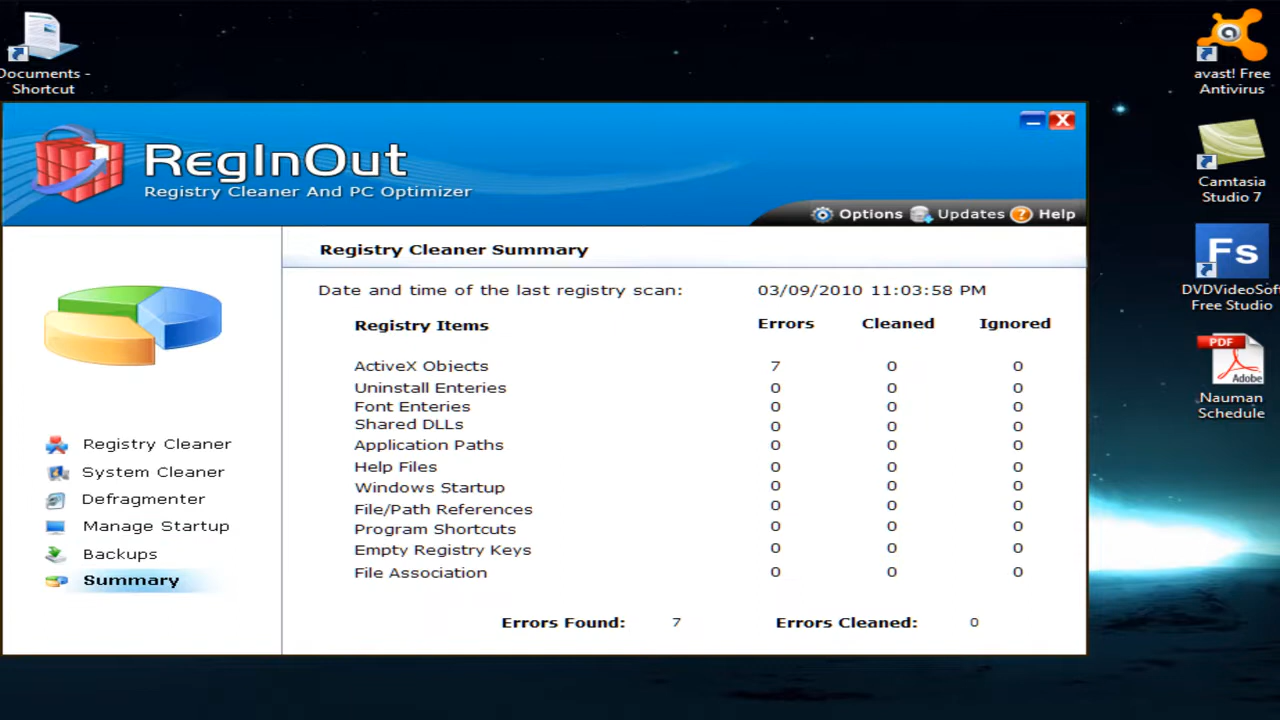 Documents -
Shortcut
avast! Free
Antivirus
Camtasia
Studio 7
Fs
DVDVideoSoft
Free Studio
PDF
Adobe
Nauman
Schedule
RegInOut
Registry Cleaner And PC Optimizer
X
Options Updates ? Help
Registry Cleaner Summary
Date and time of the last registry scan: 03/09/2010 11:03:58 PM
Registry Items Errors Cleaned Ignored
ActiveX Objects 7 0 0
Uninstall Enteries 0 0 0
Font Enteries 0 0 0
Shared DLLs 0 0 0
Application Paths 0 0 0
Help Files 0 0 0
Windows Startup 0 0 0
File/Path References 0 0 0
Program Shortcuts 0 0 0
Empty Registry Keys 0 0 0
File Association 0 0 0
Errors Found: 7 Errors Cleaned: 0
Registry Cleaner
System Cleaner
Defragmenter
Manage Startup
Backups
Summary